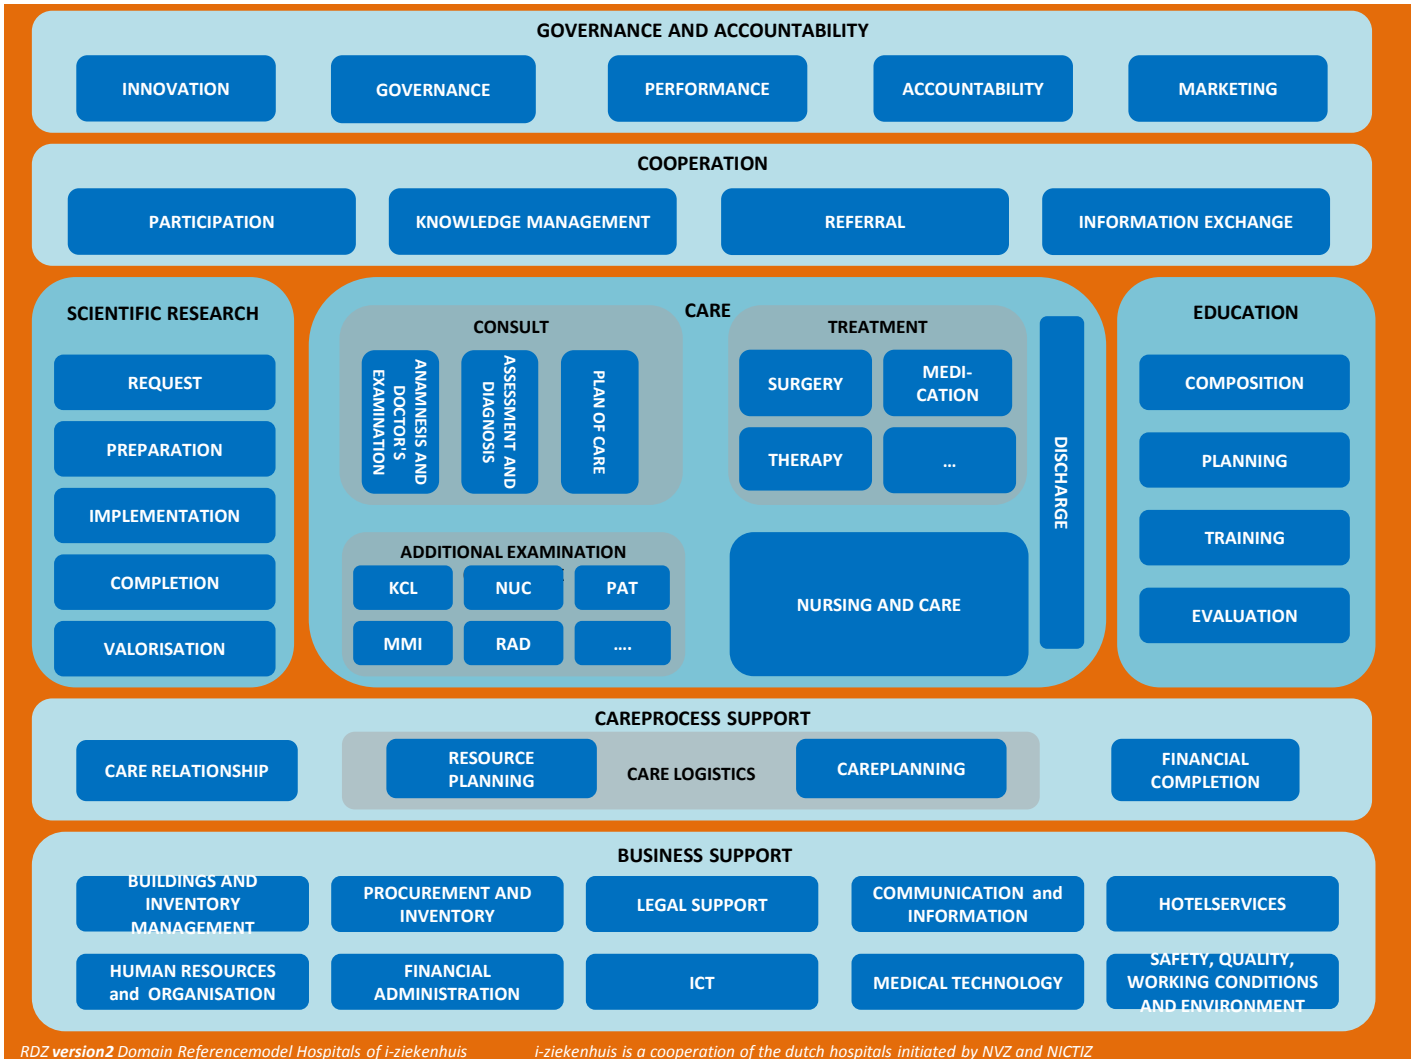 GOVERNANCE AND ACCOUNTABILITY
INNOVATION
GOVERNANCE
PERFORMANCE
ACCOUNTABILITY
MARKETING
COOPERATION
PARTICIPATION
KNOWLEDGE MANAGEMENT
REFERRAL
INFORMATION EXCHANGE
SCIENTIFIC RESEARCH
REQUEST
PREPARATION
IMPLEMENTATION
COMPLETION
VALORISATION
CARE
CONSULT
ANAMNESIS AND
DOCTOR'S
EXAMINATION
ASSESSMENT AND
DIAGNOSIS
PLAN OF CARE
TREATMENT
SURGERY
MEDI-
CATION
THERAPY
...
ADDITIONAL EXAMINATION
KCL
NUC
PAT
MMI
RAD
....
NURSING AND CARE
DISCHARGE
EDUCATION
COMPOSITION
PLANNING
TRAINING
EVALUATION
CAREPROCESS SUPPORT
CARE RELATIONSHIP
RESOURCE
PLANNING
CARE LOGISTICS
CAREPLANNING
FINANCIAL
COMPLETION
BUSINESS SUPPORT
BUILDINGS AND
INVENTORY
MANAGEMENT
PROCUREMENT AND
INVENTORY
LEGAL SUPPORT
COMMUNICATION and
INFORMATION
HOTELSERVICES
HUMAN RESOURCES
and ORGANISATION
FINANCIAL
ADMINISTRATION
ICT
MEDICAL TECHNOLOGY
SAFETY, QUALITY,
WORKING CONDITIONS
AND ENVIRONMENT
RDZ version2 Domain Referencemodel Hospitals of i-ziekenhuis
i-ziekenhuis is a cooperation of the dutch hospitals initiated by NVZ and NICTIZ